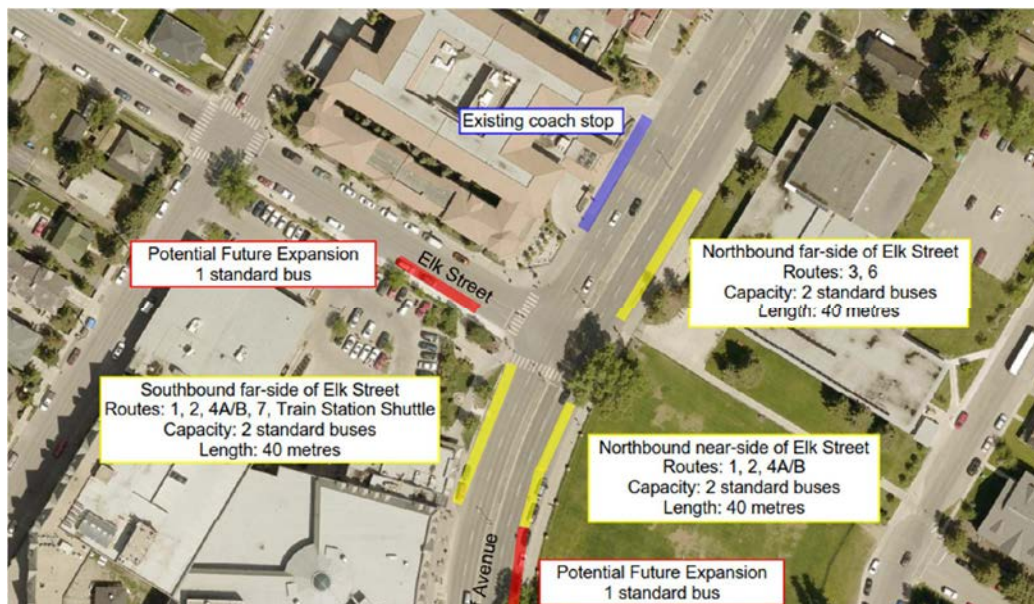 Existing coach stop
Potential Future Expansion
1 standard bus
Elk Street
Northbound far-side of Elk Street
Routes: 3, 6
Capacity: 2 standard buses
Length: 40 metres
Southbound far-side of Elk Street
Routes: 1, 2, 4A/B, 7, Train Station Shuttle
Capacity: 2 standard buses
Length: 40 metres
Northbound near-side of Elk Street
Routes: 1, 2, 4A/B
Capacity: 2 standard buses
Length: 40 metres
Avenue
Potential Future Expansion
1 standard bus